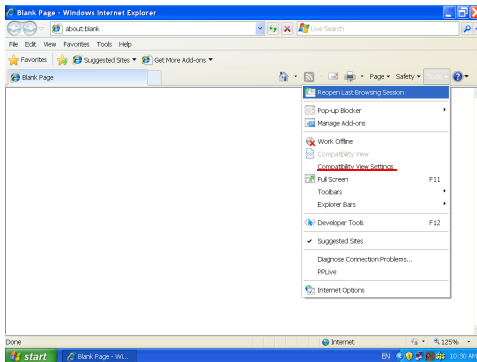 Blank Page - Windows Internet Explorer
about:blank
Live Search
File Edit View Favorites Tools Help
Favorites Suggested Sites Get More Add-ons
Blank Page
Page Safety Tools
Reopen Last Browsing Session
Pop-up Blocker
Manage Add-ons
Work Offline
Compatibility View
Compatibility View Settings
Full Screen F11
Toolbars
Explorer Bars
Developer Tools F12
Suggested Sites
Diagnose Connection Problems...
PPLive
Internet Options
Done Internet 125%
start Blank Page - Wi... EN 10:30 AM